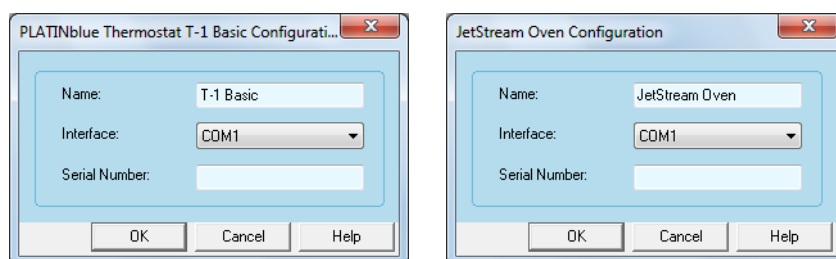 PLATINblue Thermostat T-1 Basic Configurati...
Name: T-1 Basic
Interface: COM1
Serial Number:
OK Cancel Help
JetStream Oven Configuration
Name: JetStream Oven
Interface: COM1
Serial Number:
OK Cancel Help